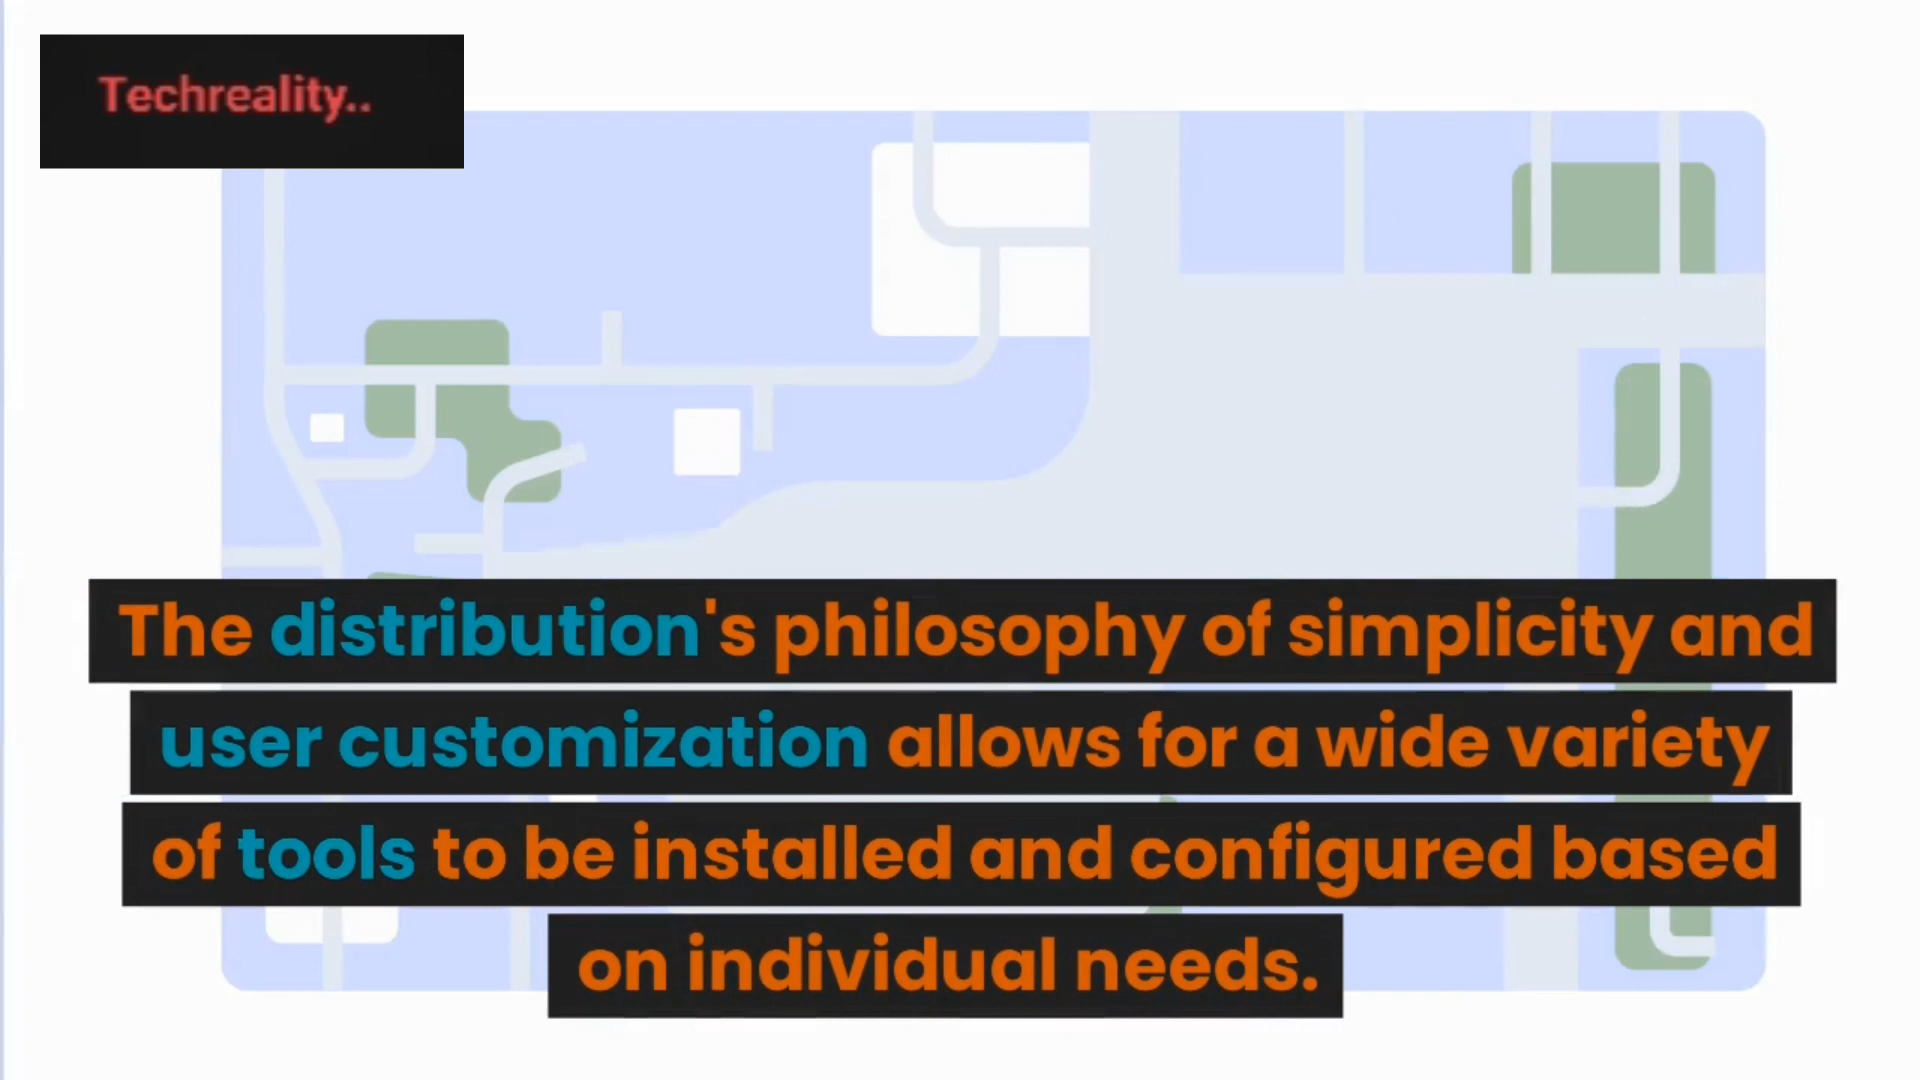 Techreality..
The distribution's philosophy of simplicity and
user customization allows for a wide variety
of tools to be installed and configured based
on individual needs.